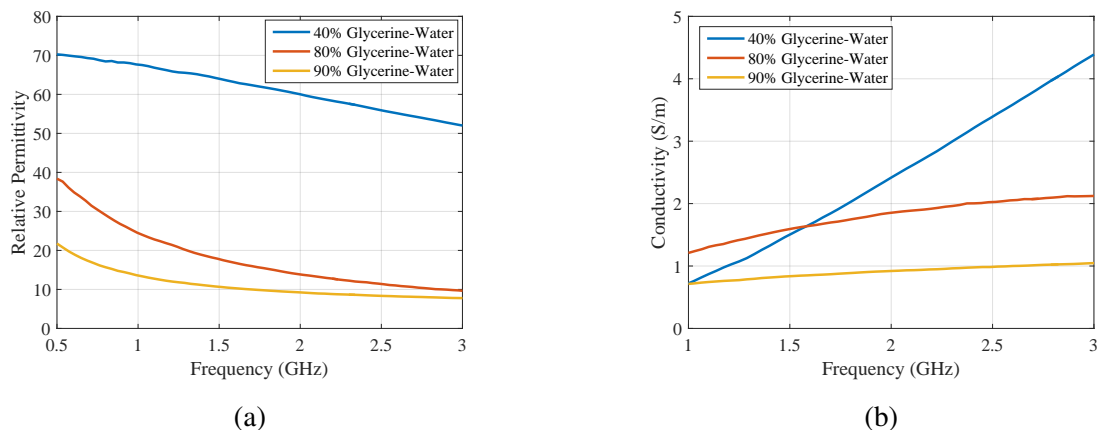 80
70
60
50
40
30
20
10
0
Relative Permittivity
40% Glycerine-Water
80% Glycerine-Water
90% Glycerine-Water
0.5 1 1.5 2 2.5 3
Frequency (GHz)
(a)
5
4
3
2
1
0
Conductivity (S/m)
40% Glycerine-Water
80% Glycerine-Water
90% Glycerine-Water
1 1.5 2 2.5 3
Frequency (GHz)
(b)